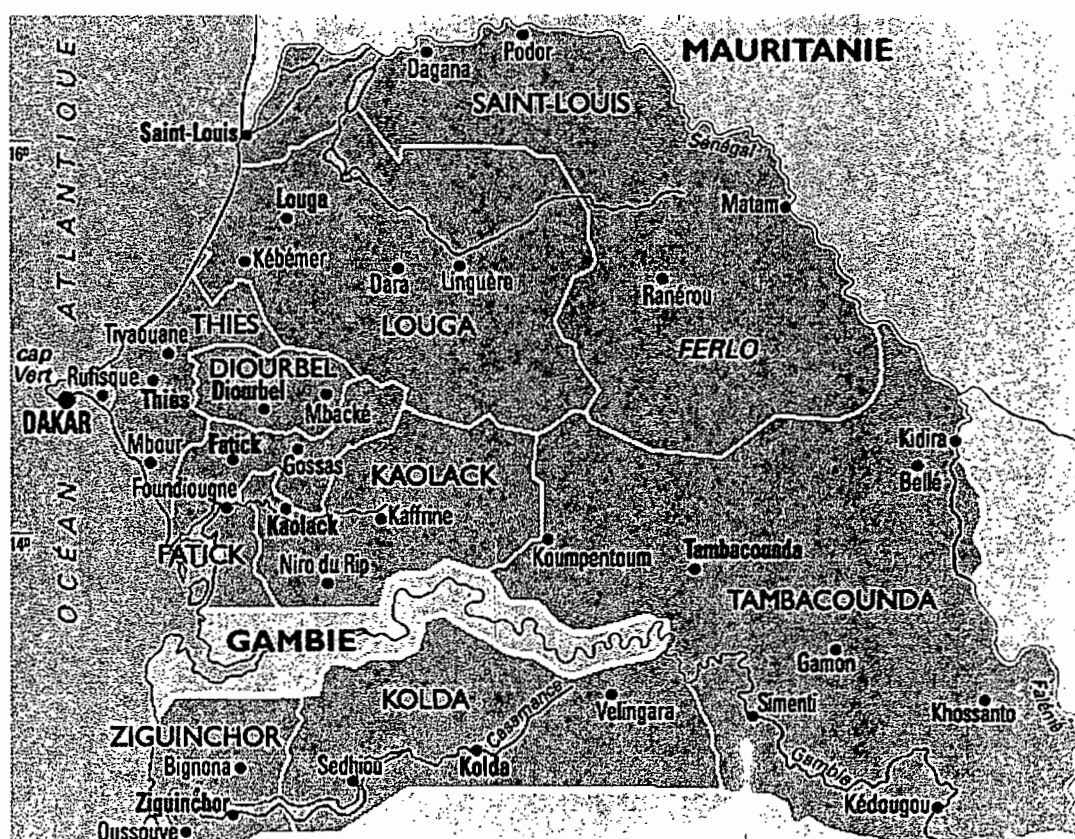 MAURITANIE
Podor
Dagana
SAINT-LOUIS
Saint-Louis
16°
Sénégal
Matam
Louga
Kébémer
Dara
Linguère
Ranérou
LOUGA
FERLO
THIES
Tivaouane
cap
Vert
Rufisque
Thiès
DIOURBEL
Diourbel
Mbacké
DAKAR
Mbour
Fatick
Gossas
Foundiougne
KAOLACK
Kaolack
Kaffrine
Kidira
Bellé
14°
FATICK
Niro du Rip
Koumpentoum
Tambacounda
TAMBACOUNDA
GAMBIE
Gamon
KOLDA
Casamance
Velingara
Simenti
Khossanto
Falémé
ZIGUINCHOR
Bignona
Sedhiou
Kolda
Gambie
Kédougou
Ziguinchor
Oussouye
OCÉAN ATLANTIQUE